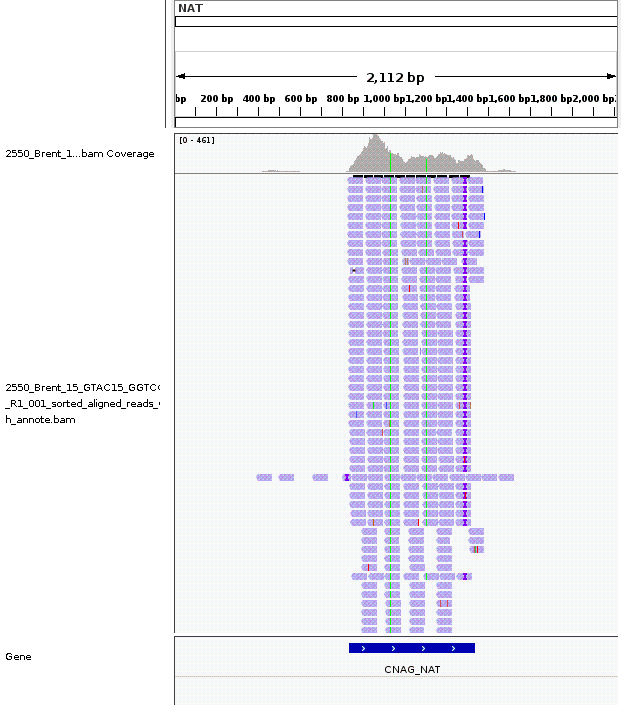 NAT
2,112 bp
bp 200 bp 400 bp 600 bp 800 bp 1,000 bp 1,200 bp 1,400 bp 1,600 bp 1,800 bp 2,000 bp
[0 - 461]
2550_Brent_1...bam Coverage
2550_Brent_15_GTAC15_GGTC
_R1_001_sorted_aligned_reads_
h_annote.bam
Gene
CNAG_NAT